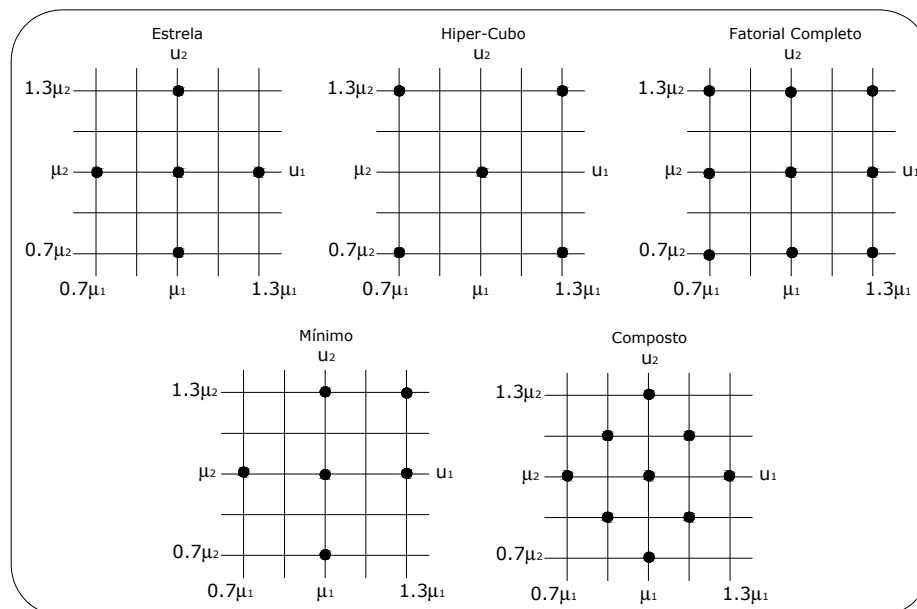 Estrela
u₂
1.3μ₂
μ₂
u₁
0.7μ₂
0.7μ₁ μ₁ 1.3μ₁
Hiper-Cubo
u₂
1.3μ₂
μ₂
u₁
0.7μ₂
0.7μ₁ μ₁ 1.3μ₁
Fatorial Completo
u₂
1.3μ₂
μ₂
u₁
0.7μ₂
0.7μ₁ μ₁ 1.3μ₁
Mínimo
u₂
1.3μ₂
μ₂
u₁
0.7μ₂
0.7μ₁ μ₁ 1.3μ₁
Composto
u₂
1.3μ₂
μ₂
u₁
0.7μ₂
0.7μ₁ μ₁ 1.3μ₁